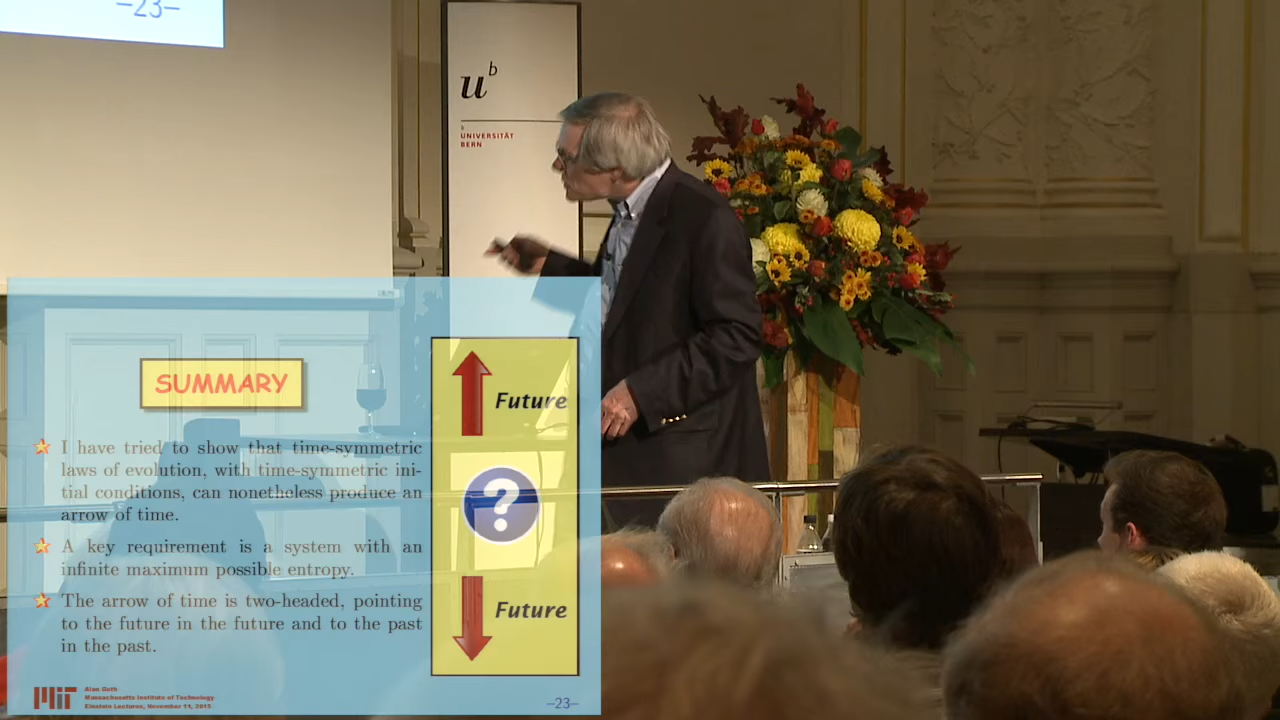 –23–
u b
b
UNIVERSITÄT
BERN
SUMMARY
I have tried to show that time-symmetric
laws of evolution, with time-symmetric ini-
tial conditions, can nonetheless produce an
arrow of time.
A key requirement is a system with an
infinite maximum possible entropy.
The arrow of time is two-headed, pointing
to the future in the future and to the past
in the past.
Future
?
Future
MIT
Alan Guth
Massachusetts Institute of Technology
Einstein Lectures, November 11, 2015
–23–